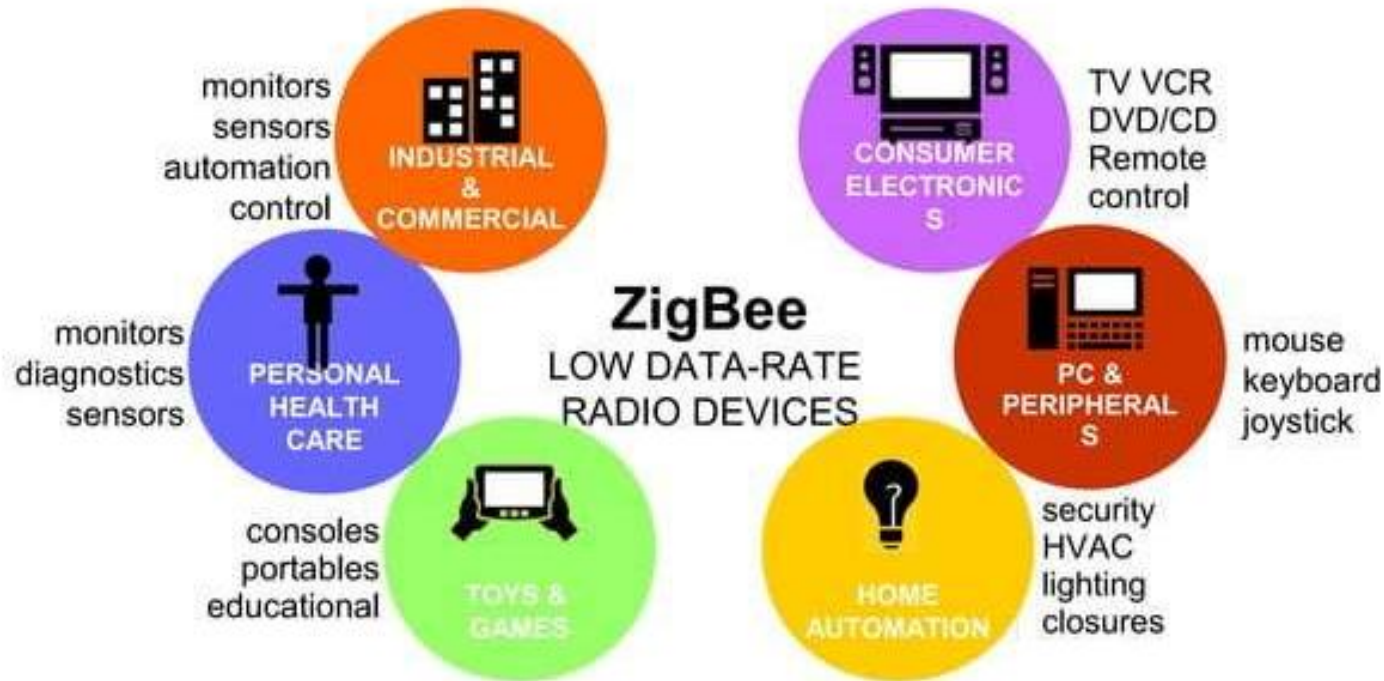 monitors
sensors
automation
control
INDUSTRIAL
&
COMMERCIAL
CONSUMER
ELECTRONIC
S
TV VCR
DVD/CD
Remote
control
monitors
diagnostics
sensors
PERSONAL
HEALTH
CARE
ZigBee
LOW DATA-RATE
RADIO DEVICES
PC &
PERIPHERAL
S
mouse
keyboard
joystick
consoles
portables
educational
TOYS &
GAMES
HOME
AUTOMATION
security
HVAC
lighting
closures